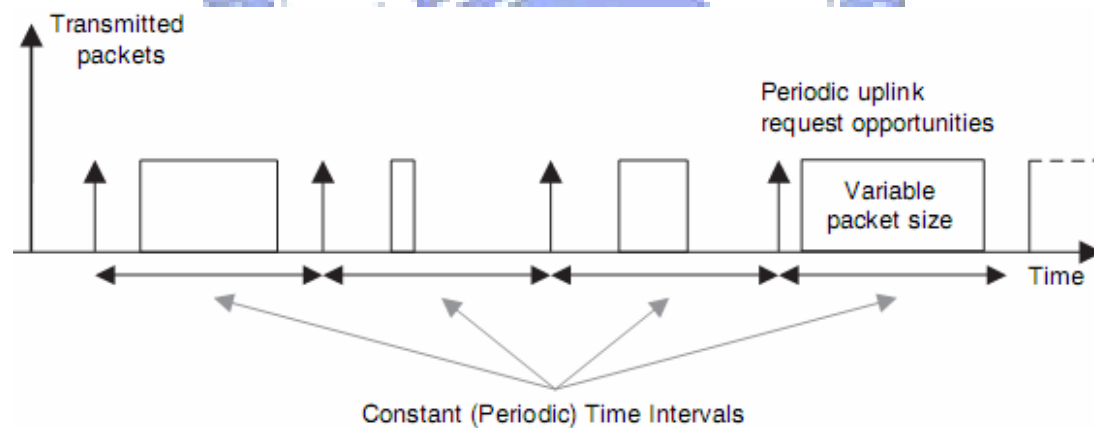 Transmitted
packets
Periodic uplink
request opportunities
Variable
packet size
Time
Constant (Periodic) Time Intervals